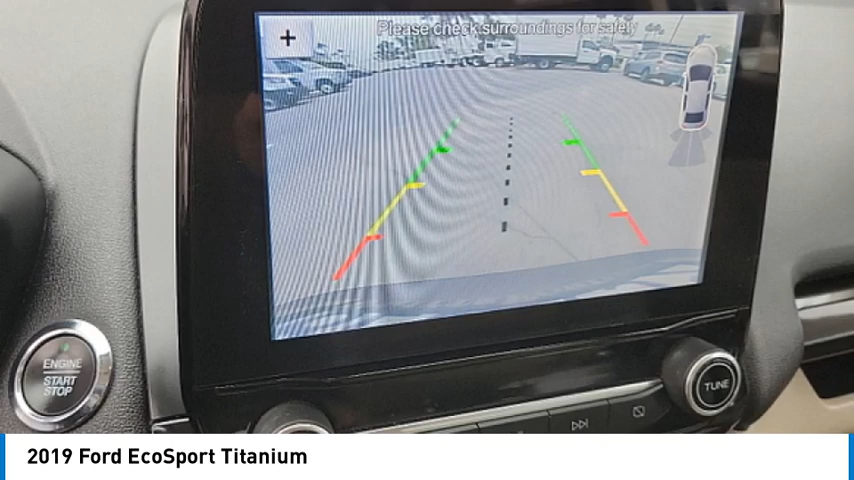 Please check surroundings for safety
+
ENGINE
START
STOP
TUNE
2019 Ford EcoSport Titanium